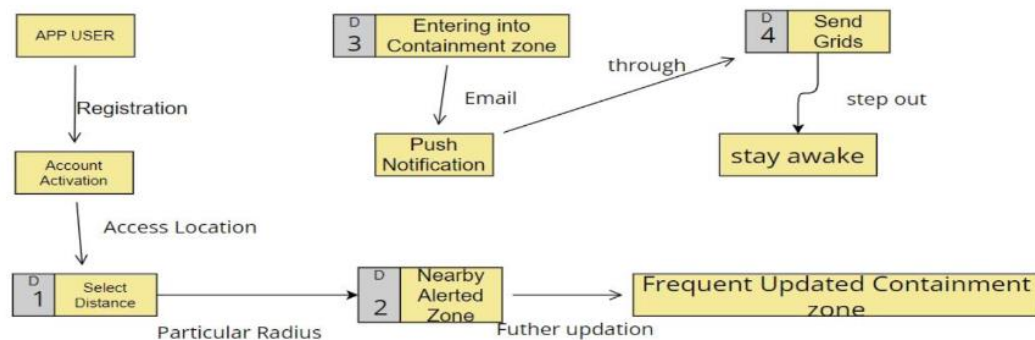 APP USER
Registration
Account
Activation
Access Location
D
1
Select
Distance
Particular Radius
D
2
Nearby
Alerted
Zone
Futher updation
Frequent Updated Containment
zone
D
3
Entering into
Containment zone
Email
Push
Notification
through
D
4
Send
Grids
step out
stay awake